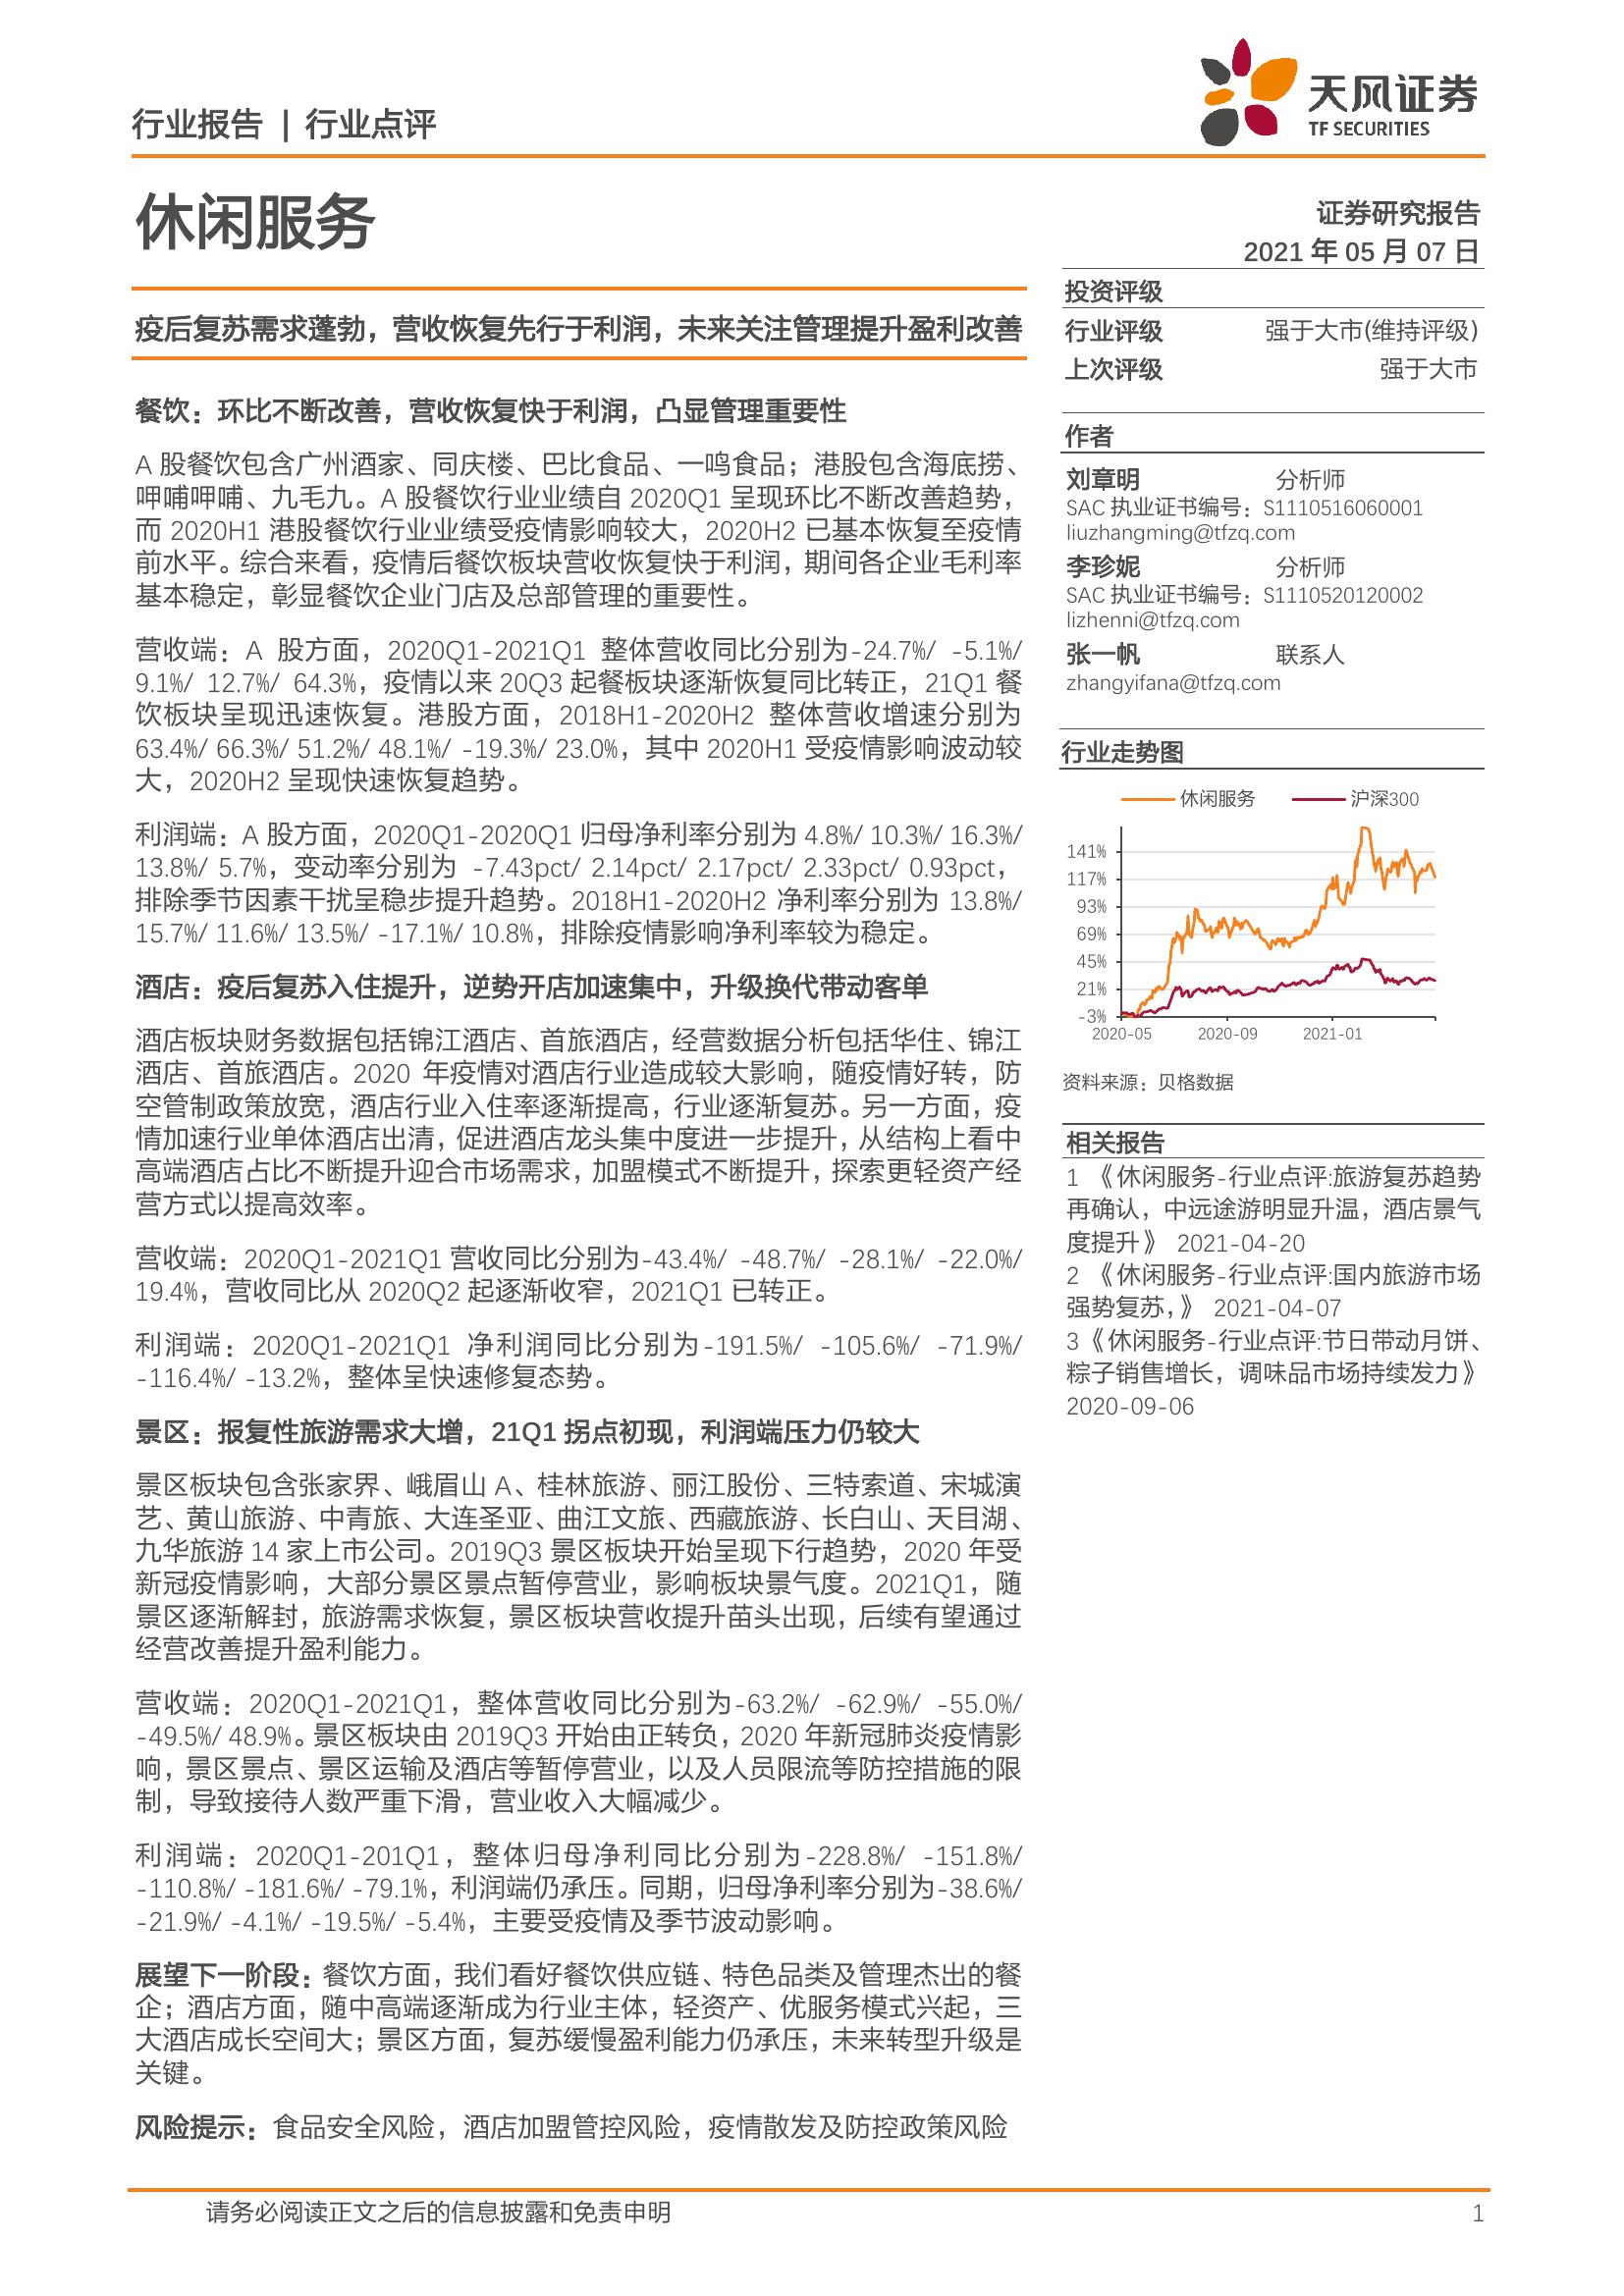 行业报告 | 行业点评
天风证券
TF SECURITIES
休闲服务
证券研究报告
2021 年 05 月 07 日
疫后复苏需求蓬勃，营收恢复先行于利润，未来关注管理提升盈利改善
餐饮：环比不断改善，营收恢复快于利润，凸显管理重要性
A 股餐饮包含广州酒家、同庆楼、巴比食品、一鸣食品；港股包含海底捞、
呷哺呷哺、九毛九。A 股餐饮行业业绩自 2020Q1 呈现环比不断改善趋势，
而 2020H1 港股餐饮行业业绩受疫情影响较大，2020H2 已基本恢复至疫情
前水平。综合来看，疫情后餐饮板块营收恢复快于利润，期间各企业毛利率
基本稳定，彰显餐饮企业门店及总部管理的重要性。
营收端：A 股方面，2020Q1-2021Q1 整体营收同比分别为-24.7%/ -5.1%/
9.1%/ 12.7%/ 64.3%，疫情以来 20Q3 起餐板块逐渐恢复同比转正，21Q1 餐
饮板块呈现迅速恢复。港股方面，2018H1-2020H2 整体营收增速分别为
63.4%/ 66.3%/ 51.2%/ 48.1%/ -19.3%/ 23.0%，其中 2020H1 受疫情影响波动较
大，2020H2 呈现快速恢复趋势。
利润端：A 股方面，2020Q1-2020Q1 归母净利率分别为 4.8%/ 10.3%/ 16.3%/
13.8%/ 5.7%，变动率分别为 -7.43pct/ 2.14pct/ 2.17pct/ 2.33pct/ 0.93pct，
排除季节因素干扰呈稳步提升趋势。2018H1-2020H2 净利率分别为 13.8%/
15.7%/ 11.6%/ 13.5%/ -17.1%/ 10.8%，排除疫情影响净利率较为稳定。
酒店：疫后复苏入住提升，逆势开店加速集中，升级换代带动客单
酒店板块财务数据包括锦江酒店、首旅酒店，经营数据分析包括华住、锦江
酒店、首旅酒店。2020 年疫情对酒店行业造成较大影响，随疫情好转，防
空管制政策放宽，酒店行业入住率逐渐提高，行业逐渐复苏。另一方面，疫
情加速行业单体酒店出清，促进酒店龙头集中度进一步提升，从结构上看中
高端酒店占比不断提升迎合市场需求，加盟模式不断提升，探索更轻资产经
营方式以提高效率。
营收端：2020Q1-2021Q1 营收同比分别为-43.4%/ -48.7%/ -28.1%/ -22.0%/
19.4%，营收同比从 2020Q2 起逐渐收窄，2021Q1 已转正。
利润端：2020Q1-2021Q1 净利润同比分别为-191.5%/ -105.6%/ -71.9%/
-116.4%/ -13.2%，整体呈快速修复态势。
景区：报复性旅游需求大增，21Q1 拐点初现，利润端压力仍较大
景区板块包含张家界、峨眉山 A、桂林旅游、丽江股份、三特索道、宋城演
艺、黄山旅游、中青旅、大连圣亚、曲江文旅、西藏旅游、长白山、天目湖、
九华旅游 14 家上市公司。2019Q3 景区板块开始呈现下行趋势，2020 年受
新冠疫情影响，大部分景区景点暂停营业，影响板块景气度。2021Q1，随
景区逐渐解封，旅游需求恢复，景区板块营收提升苗头出现，后续有望通过
经营改善提升盈利能力。
营收端：2020Q1-2021Q1，整体营收同比分别为-63.2%/ -62.9%/ -55.0%/
-49.5%/ 48.9%。景区板块由 2019Q3 开始由正转负，2020 年新冠肺炎疫情影
响，景区景点、景区运输及酒店等暂停营业，以及人员限流等防控措施的限
制，导致接待人数严重下滑，营业收入大幅减少。
利润端：2020Q1-201Q1，整体归母净利同比分别为-228.8%/ -151.8%/
-110.8%/ -181.6%/ -79.1%，利润端仍承压。同期，归母净利率分别为-38.6%/
-21.9%/ -4.1%/ -19.5%/ -5.4%，主要受疫情及季节波动影响。
展望下一阶段：餐饮方面，我们看好餐饮供应链、特色品类及管理杰出的餐
企；酒店方面，随中高端逐渐成为行业主体，轻资产、优服务模式兴起，三
大酒店成长空间大；景区方面，复苏缓慢盈利能力仍承压，未来转型升级是
关键。
风险提示：食品安全风险，酒店加盟管控风险，疫情散发及防控政策风险
投资评级
行业评级 强于大市(维持评级)
上次评级 强于大市
作者
刘章明 分析师
SAC 执业证书编号：S1110516060001
liuzhangming@tfzq.com
李珍妮 分析师
SAC 执业证书编号：S1110520120002
lizhenni@tfzq.com
张一帆 联系人
zhangyifana@tfzq.com
行业走势图
休闲服务 沪深300
141%
117%
93%
69%
45%
21%
-3%
2020-05 2020-09 2021-01
资料来源：贝格数据
相关报告
1 《休闲服务-行业点评:旅游复苏趋势
再确认，中远途游明显升温，酒店景气
度提升》 2021-04-20
2 《休闲服务-行业点评:国内旅游市场
强势复苏，》 2021-04-07
3《休闲服务-行业点评:节日带动月饼、
粽子销售增长，调味品市场持续发力》
2020-09-06
请务必阅读正文之后的信息披露和免责申明 1